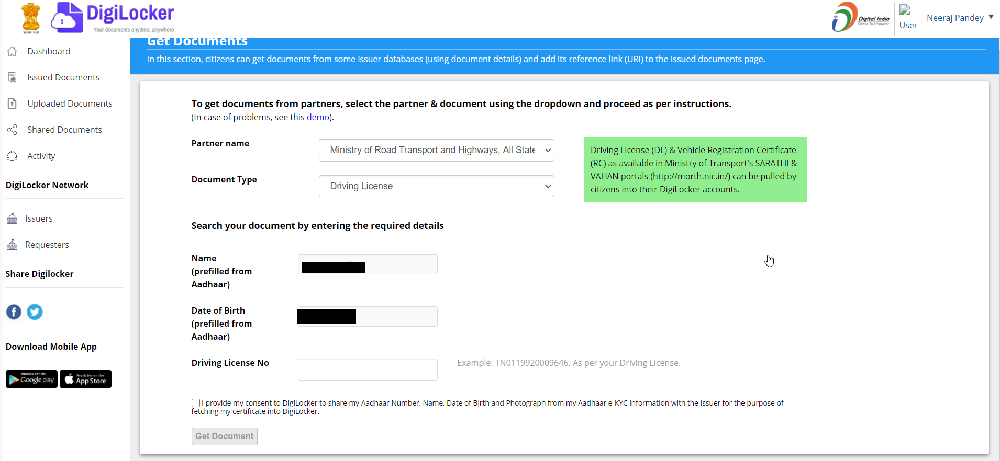 सत्यमेव जयते
DigiLocker
Your documents anytime, anywhere
Digital India
Power To Empower
User
Neeraj Pandey
Dashboard
Issued Documents
Uploaded Documents
Shared Documents
Activity
DigiLocker Network
Issuers
Requesters
Share Digilocker
Download Mobile App
ANDROID APP ON
Google play
Available on the
App Store
Get Documents
In this section, citizens can get documents from some issuer databases (using document details) and add its reference link (URI) to the Issued documents page.
To get documents from partners, select the partner & document using the dropdown and proceed as per instructions.
(In case of problems, see this demo).
Partner name
Ministry of Road Transport and Highways, All State
Document Type
Driving License
Driving License (DL) & Vehicle Registration Certificate
(RC) as available in Ministry of Transport's SARATHI &
VAHAN portals (http://morth.nic.in/) can be pulled by
citizens into their DigiLocker accounts.
Search your document by entering the required details
Name
(prefilled from
Aadhaar)
Date of Birth
(prefilled from
Aadhaar)
Driving License No
Example: TN0119920009646. As per your Driving License.
I provide my consent to DigiLocker to share my Aadhaar Number, Name, Date of Birth and Photograph from my Aadhaar e-KYC information with the Issuer for the purpose of
fetching my certificate into DigiLocker.
Get Document